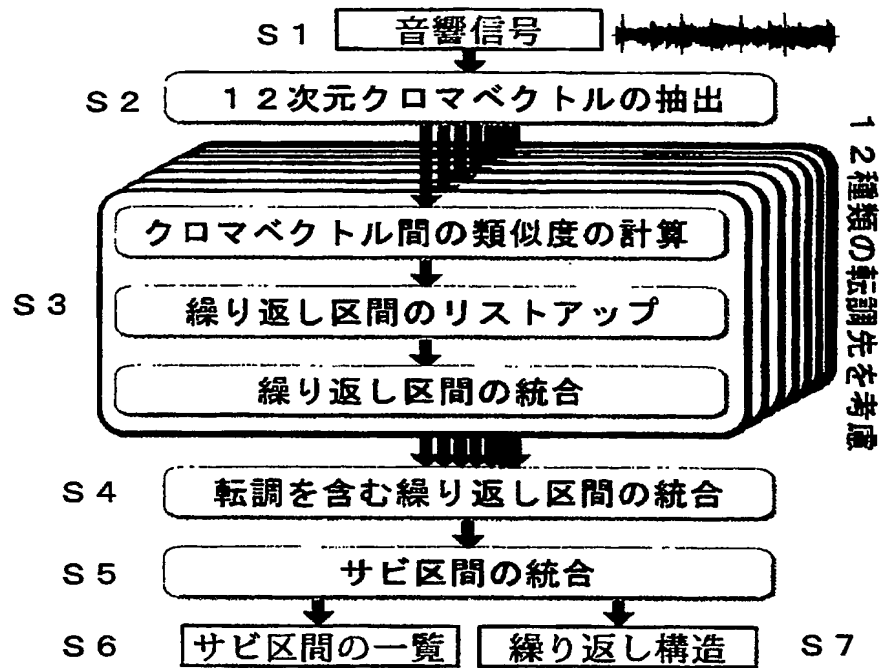 S1 音響信号
S2 12次元クロマベクトルの抽出
12種類の転調先を考慮
クロマベクトル間の類似度の計算
S3 繰り返し区間のリストアップ
繰り返し区間の統合
S4 転調を含む繰り返し区間の統合
S5 サビ区間の統合
S6 サビ区間の一覧 繰り返し構造 S7